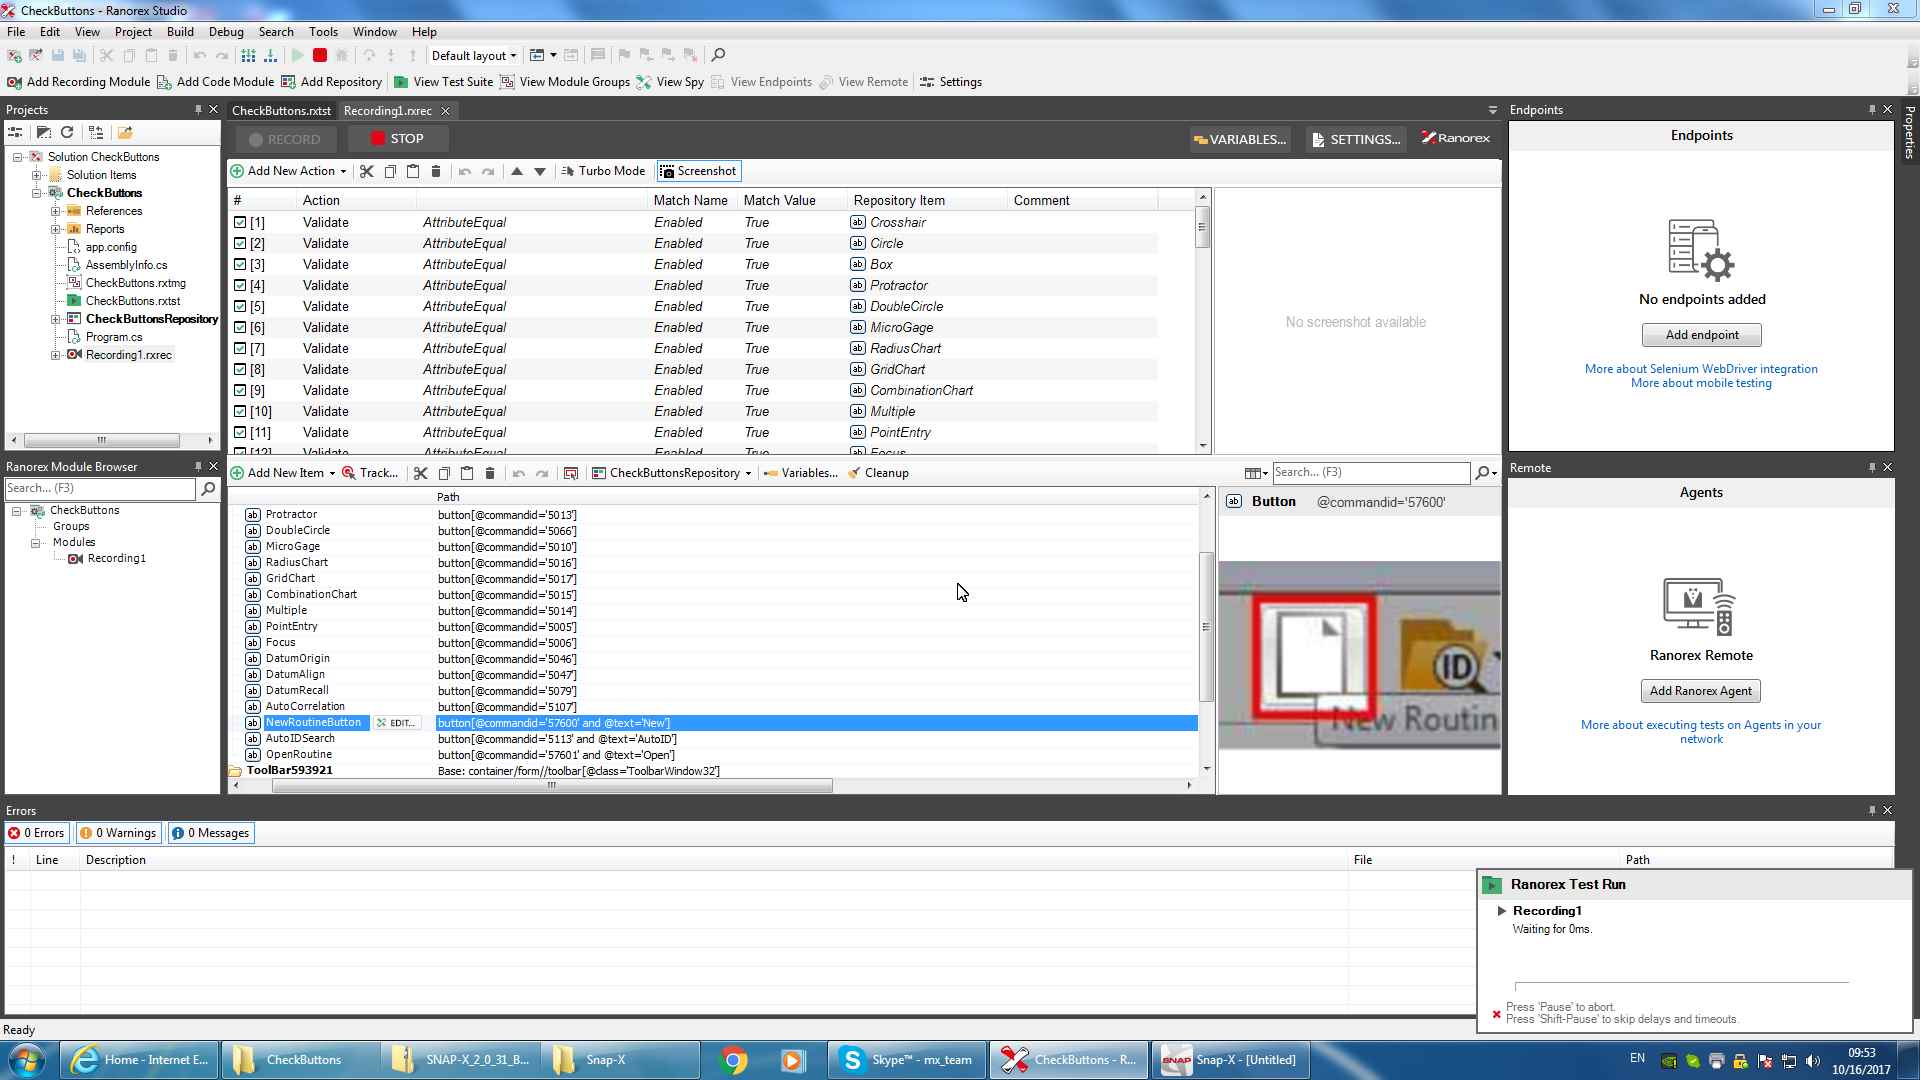 CheckButtons - Ranorex Studio
File Edit View Project Build Debug Search Tools Window Help
Default layout
Add Recording Module Add Code Module Add Repository View Test Suite View Module Groups View Spy View Endpoints View Remote Settings
Projects
Solution CheckButtons
Solution Items
CheckButtons
References
Reports
app.config
AssemblyInfo.cs
CheckButtons.rxtmg
CheckButtons.rxtst
CheckButtonsRepository
Program.cs
Recording1.rxrec
Ranorex Module Browser
Search... (F3)
CheckButtons
Groups
Modules
Recording1
CheckButtons.rxtst Recording1.rxrec
RECORD STOP VARIABLES... SETTINGS... Ranorex
Add New Action Turbo Mode Screenshot
# Action Match Name Match Value Repository Item Comment
[1] Validate AttributeEqual Enabled True Crosshair
[2] Validate AttributeEqual Enabled True Circle
[3] Validate AttributeEqual Enabled True Box
[4] Validate AttributeEqual Enabled True Protractor
[5] Validate AttributeEqual Enabled True DoubleCircle
[6] Validate AttributeEqual Enabled True MicroGage
[7] Validate AttributeEqual Enabled True RadiusChart
[8] Validate AttributeEqual Enabled True GridChart
[9] Validate AttributeEqual Enabled True CombinationChart
[10] Validate AttributeEqual Enabled True Multiple
[11] Validate AttributeEqual Enabled True PointEntry
[12] Validate AttributeEqual Enabled True Focus
No screenshot available
Add New Item Track... CheckButtonsRepository Variables... Cleanup Search... (F3)
Path
Protractor button[@commandid='5013']
DoubleCircle button[@commandid='5066']
MicroGage button[@commandid='5010']
RadiusChart button[@commandid='5016']
GridChart button[@commandid='5017']
CombinationChart button[@commandid='5015']
Multiple button[@commandid='5014']
PointEntry button[@commandid='5005']
Focus button[@commandid='5006']
DatumOrigin button[@commandid='5046']
DatumAlign button[@commandid='5047']
DatumRecall button[@commandid='5079']
AutoCorrelation button[@commandid='5107']
NewRoutineButton EDIT... button[@commandid='57600' and @text='New']
AutoIDSearch button[@commandid='5113' and @text='AutoID']
OpenRoutine button[@commandid='57601' and @text='Open']
ToolBar593921 Base: container/form//toolbar[@class='ToolbarWindow32']
Button @commandid='57600'
ID
New Routin
Endpoints
Endpoints
No endpoints added
Add endpoint
More about Selenium WebDriver integration
More about mobile testing
Remote
Agents
Ranorex Remote
Add Ranorex Agent
More about executing tests on Agents in your
network
Properties
Errors
0 Errors 0 Warnings 0 Messages
! Line Description File Path
Ranorex Test Run
Recording1
Waiting for 0ms.
Press 'Pause' to abort.
Press 'Shift-Pause' to skip delays and timeouts.
Ready
Home - Internet E... CheckButtons SNAP-X_2_0_31_B... Snap-X Skype™ - mx_team CheckButtons - R... SNAP Snap-X - [Untitled] EN 09:53
10/16/2017